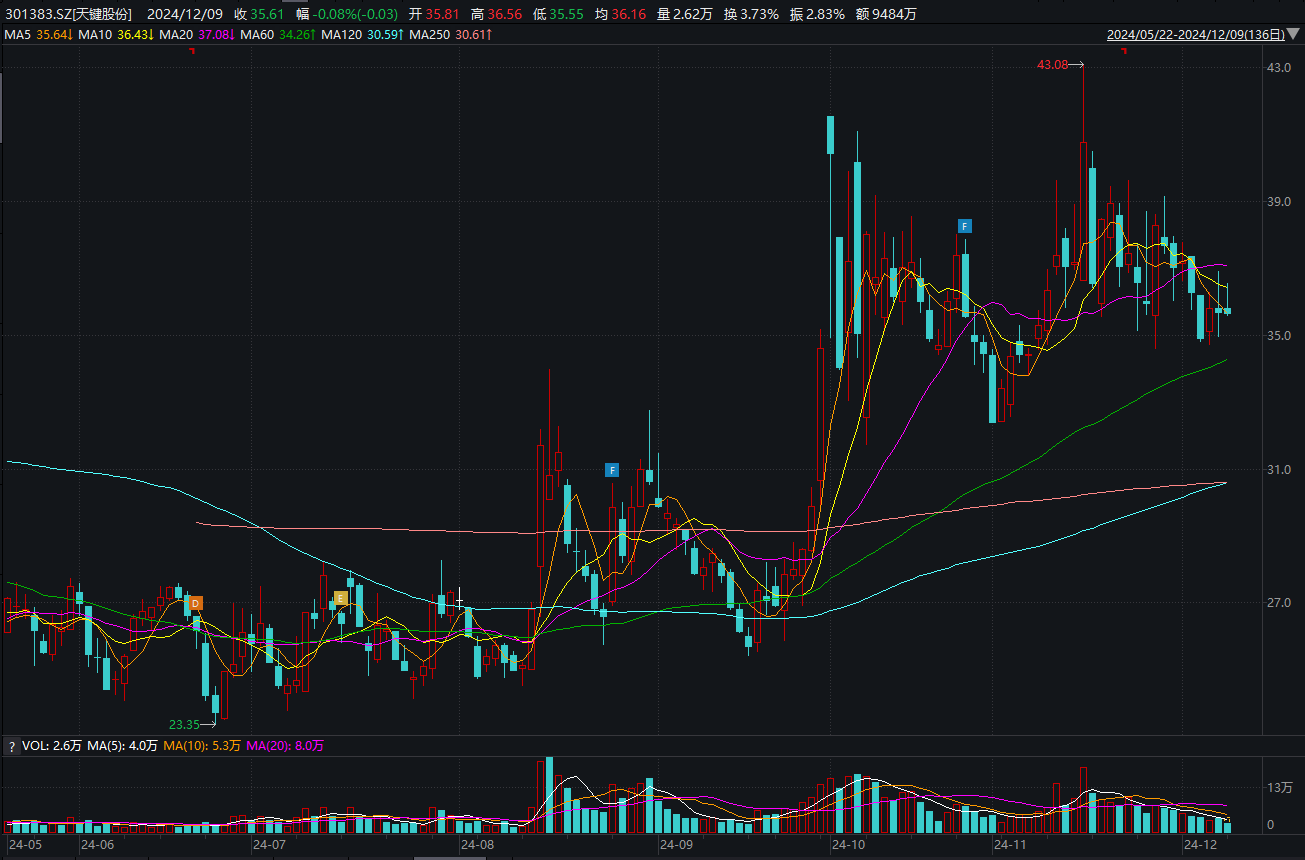 301383.SZ[天键股份] 2024/12/09 收 35.61 幅 -0.08%(-0.03) 开 35.81 高 36.56 低 35.55 均 36.16 量 2.62万 换 3.73% 振 2.83% 额 9484万
MA5 35.64↓ MA10 36.43↓ MA20 37.08↓ MA60 34.26↑ MA120 30.59↑ MA250 30.61↑ 2024/05/22-2024/12/09(136日)
43.08
43.0
39.0
F
35.0
F
31.0
D
E
27.0
23.35
? VOL: 2.6万 MA(5): 4.0万 MA(10): 5.3万 MA(20): 8.0万
13万
0
24-05 24-06 24-07 24-08 24-09 24-10 24-11 24-12